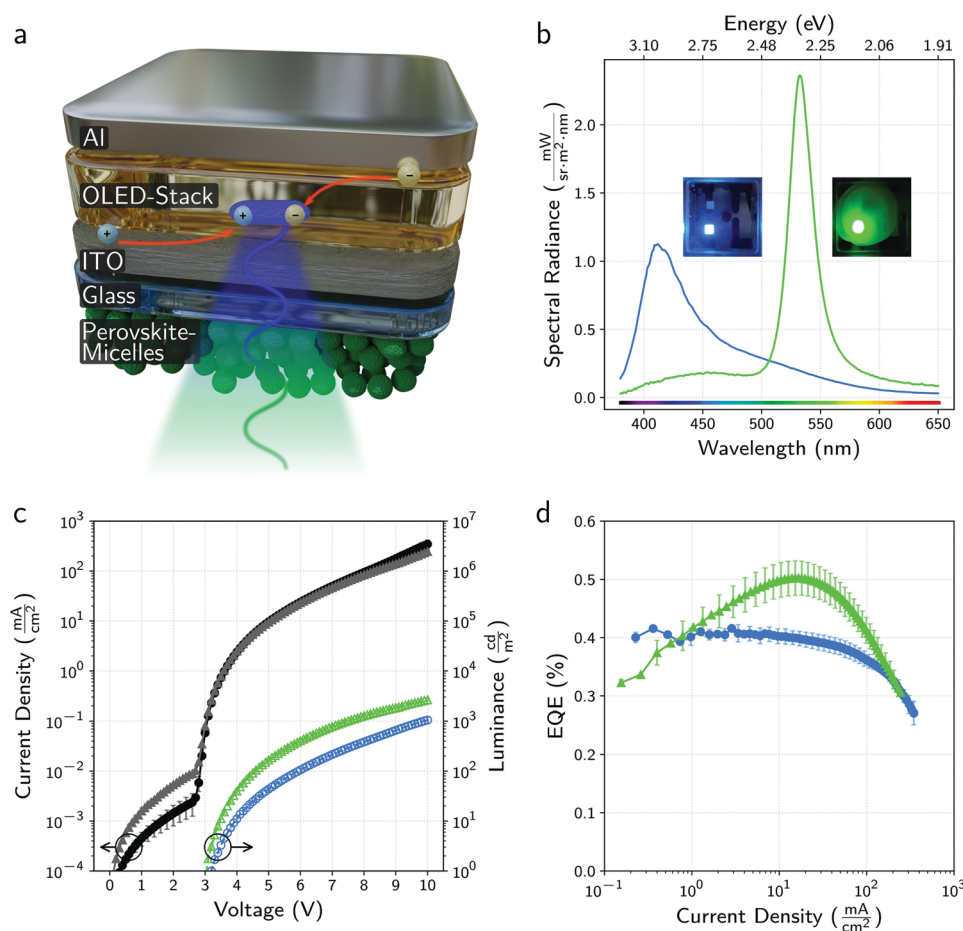 a
Al
OLED-Stack
+
−
−
+
ITO
Glass
Perovskite-
Micelles
b
Energy (eV)
3.10 2.75 2.48 2.25 2.06 1.91
Spectral Radiance (mW/sr·m²·nm)
2.0
1.5
1.0
0.5
0.0
400 450 500 550 600 650
Wavelength (nm)
c
Current Density (mA/cm²)
10³
10²
10¹
10⁰
10⁻¹
10⁻²
10⁻³
10⁻⁴
10⁷
10⁶
10⁵
10⁴
10³
10²
10¹
10⁰
Luminance (cd/m²)
0 1 2 3 4 5 6 7 8 9 10
Voltage (V)
d
EQE (%)
0.6
0.5
0.4
0.3
0.2
0.1
0.0
10⁻¹ 10⁰ 10¹ 10² 10³
Current Density (mA/cm²)